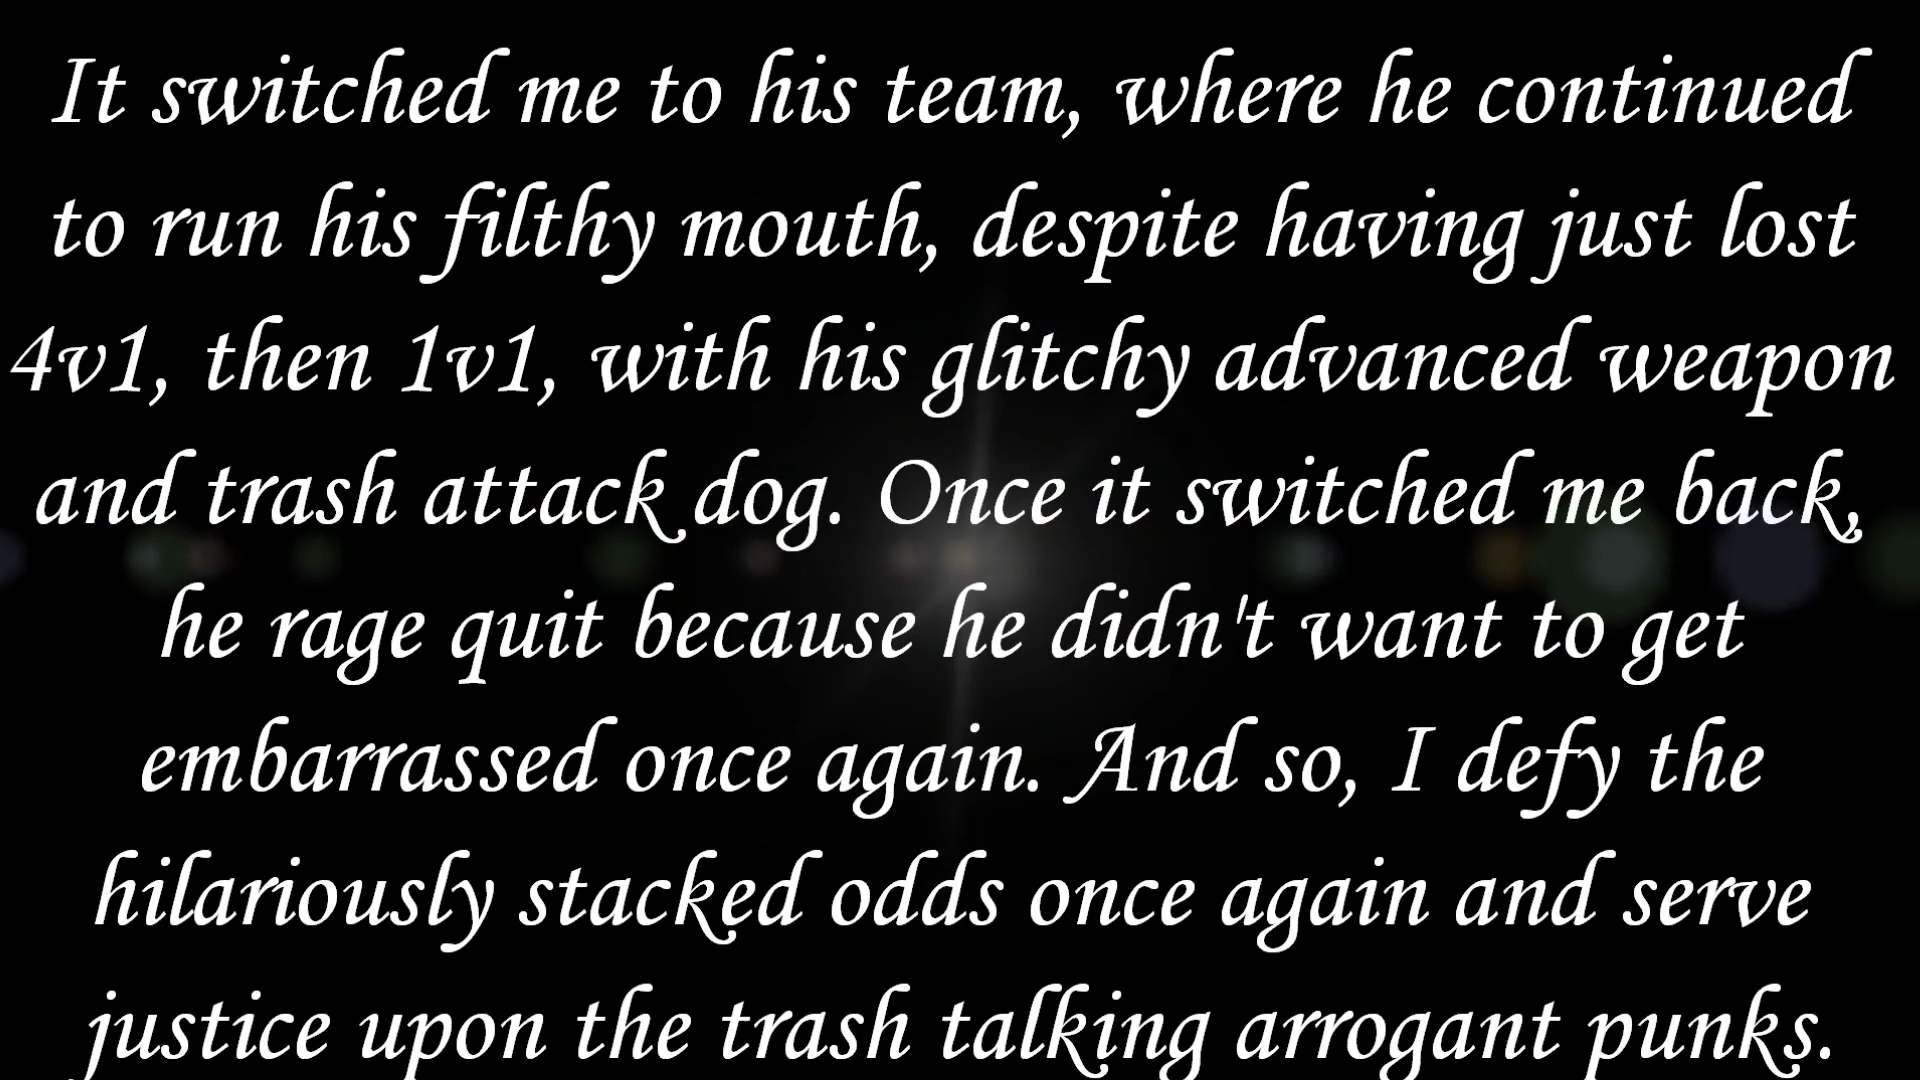 It switched me to his team, where he continued
to run his filthy mouth, despite having just lost
4v1, then 1v1, with his glitchy advanced weapon
and trash attack dog. Once it switched me back,
he rage quit because he didn't want to get
embarrassed once again. And so, I defy the
hilariously stacked odds once again and serve
justice upon the trash talking arrogant punks.